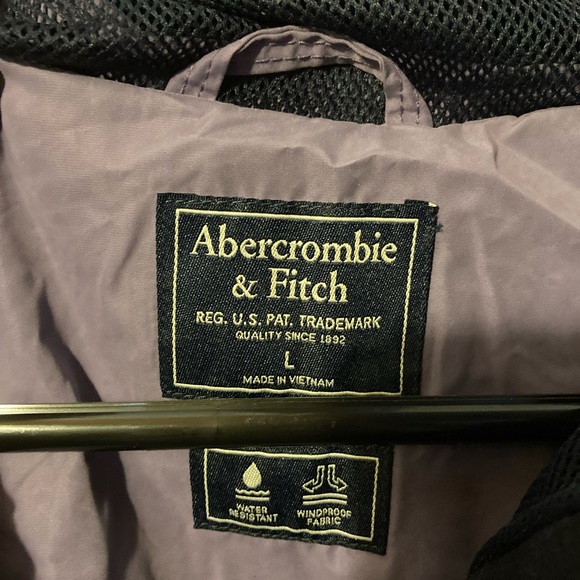 Abercrombie
& Fitch
REG. U.S. PAT. TRADEMARK
QUALITY SINCE 1892
L
MADE IN VIETNAM
WATER
RESISTANT
WINDPROOF
FABRIC